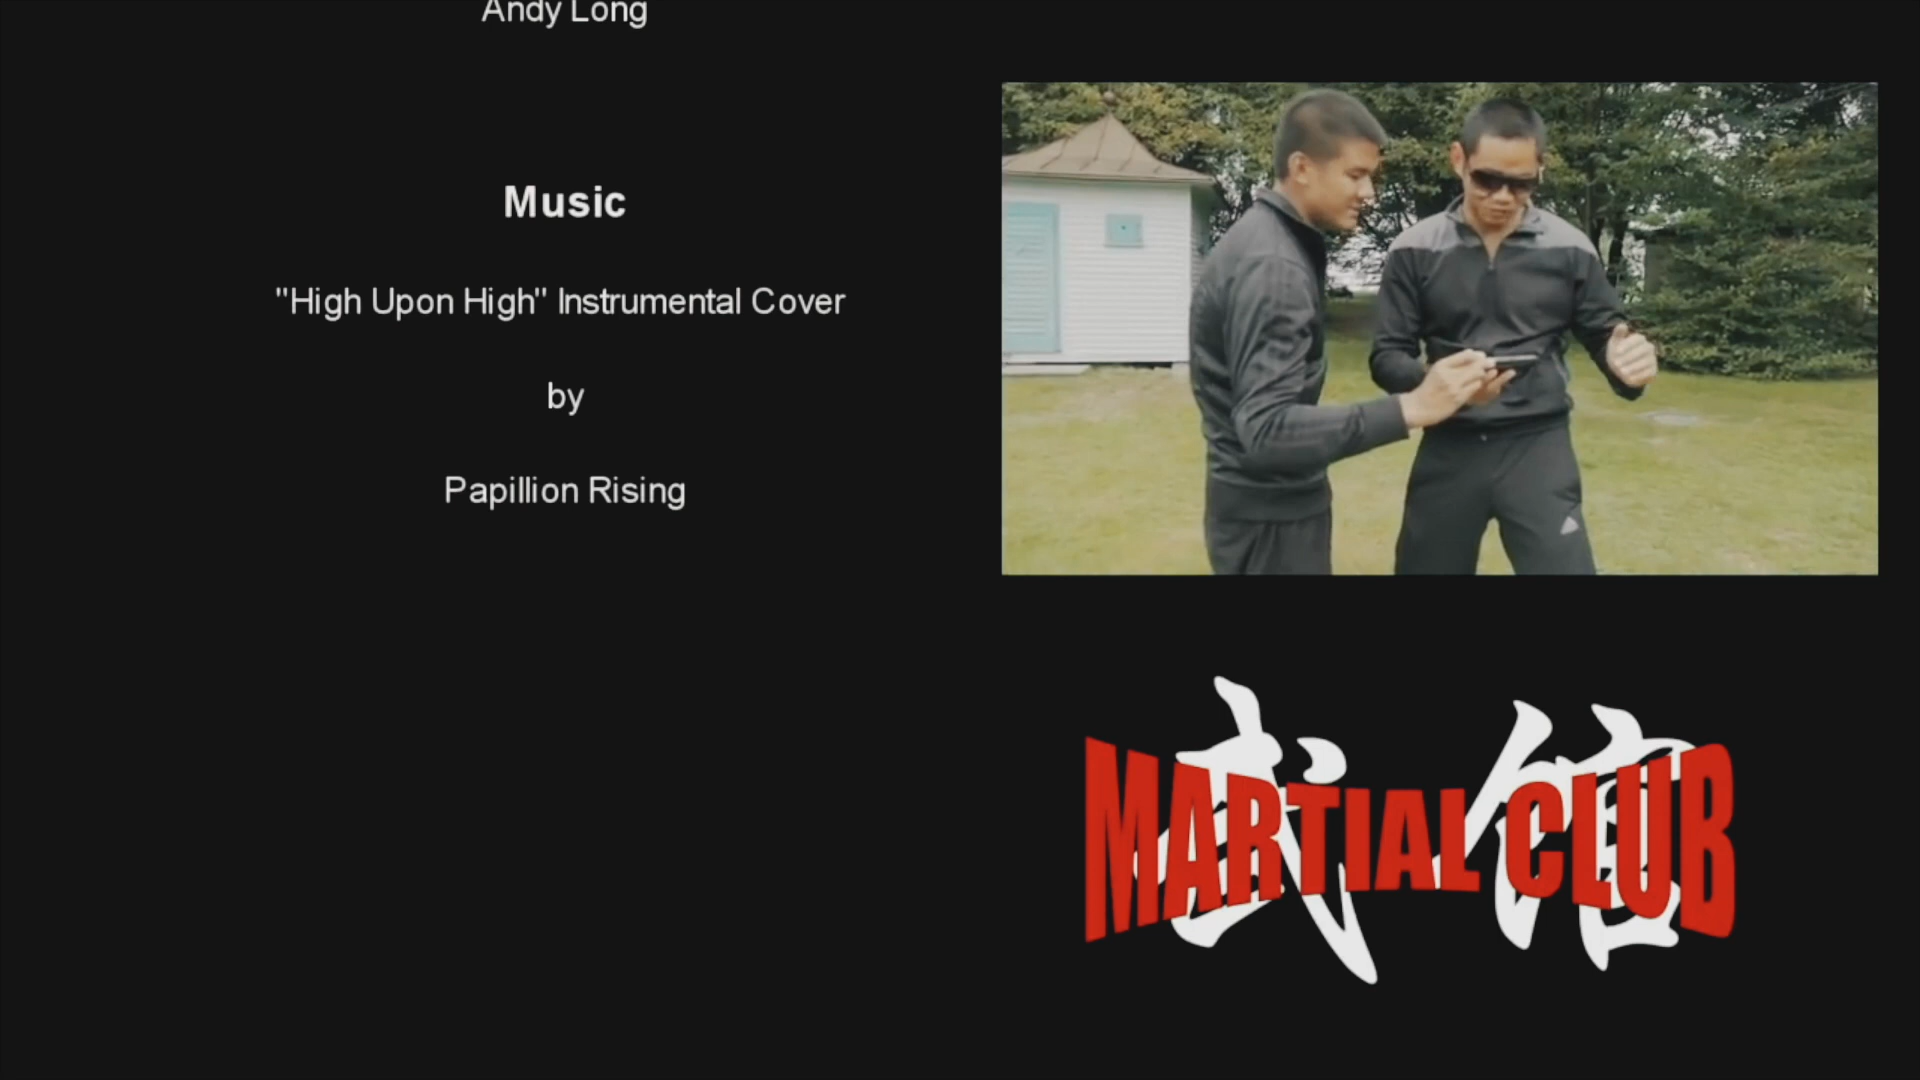 Andy Long
Music
"High Upon High" Instrumental Cover
by
Papillion Rising
武館
MARTIAL CLUB